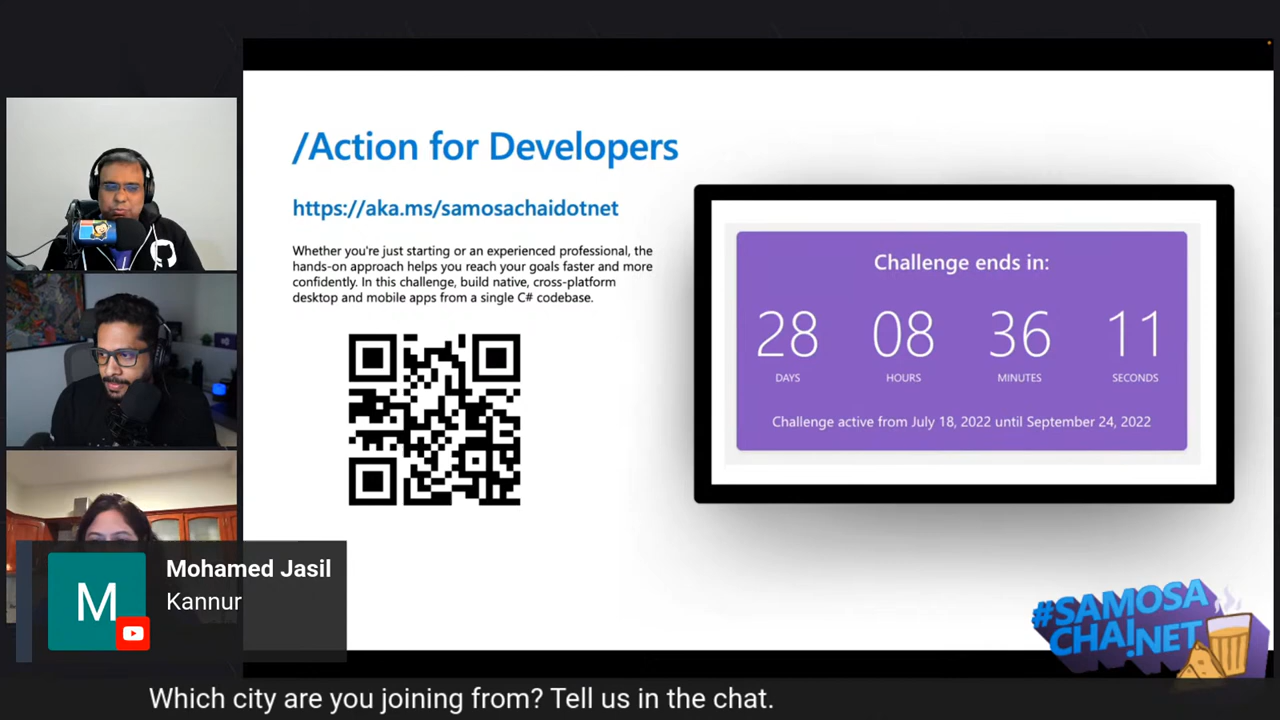 /Action for Developers
https://aka.ms/samosachaidotnet
Whether you're just starting or an experienced professional, the
hands-on approach helps you reach your goals faster and more
confidently. In this challenge, build native, cross-platform
desktop and mobile apps from a single C# codebase.
Challenge ends in:
28 08 36 11
DAYS HOURS MINUTES SECONDS
Challenge active from July 18, 2022 until September 24, 2022
M
Mohamed Jasil
Kannur
#SAMOSA
CHAI.NET
Which city are you joining from? Tell us in the chat.